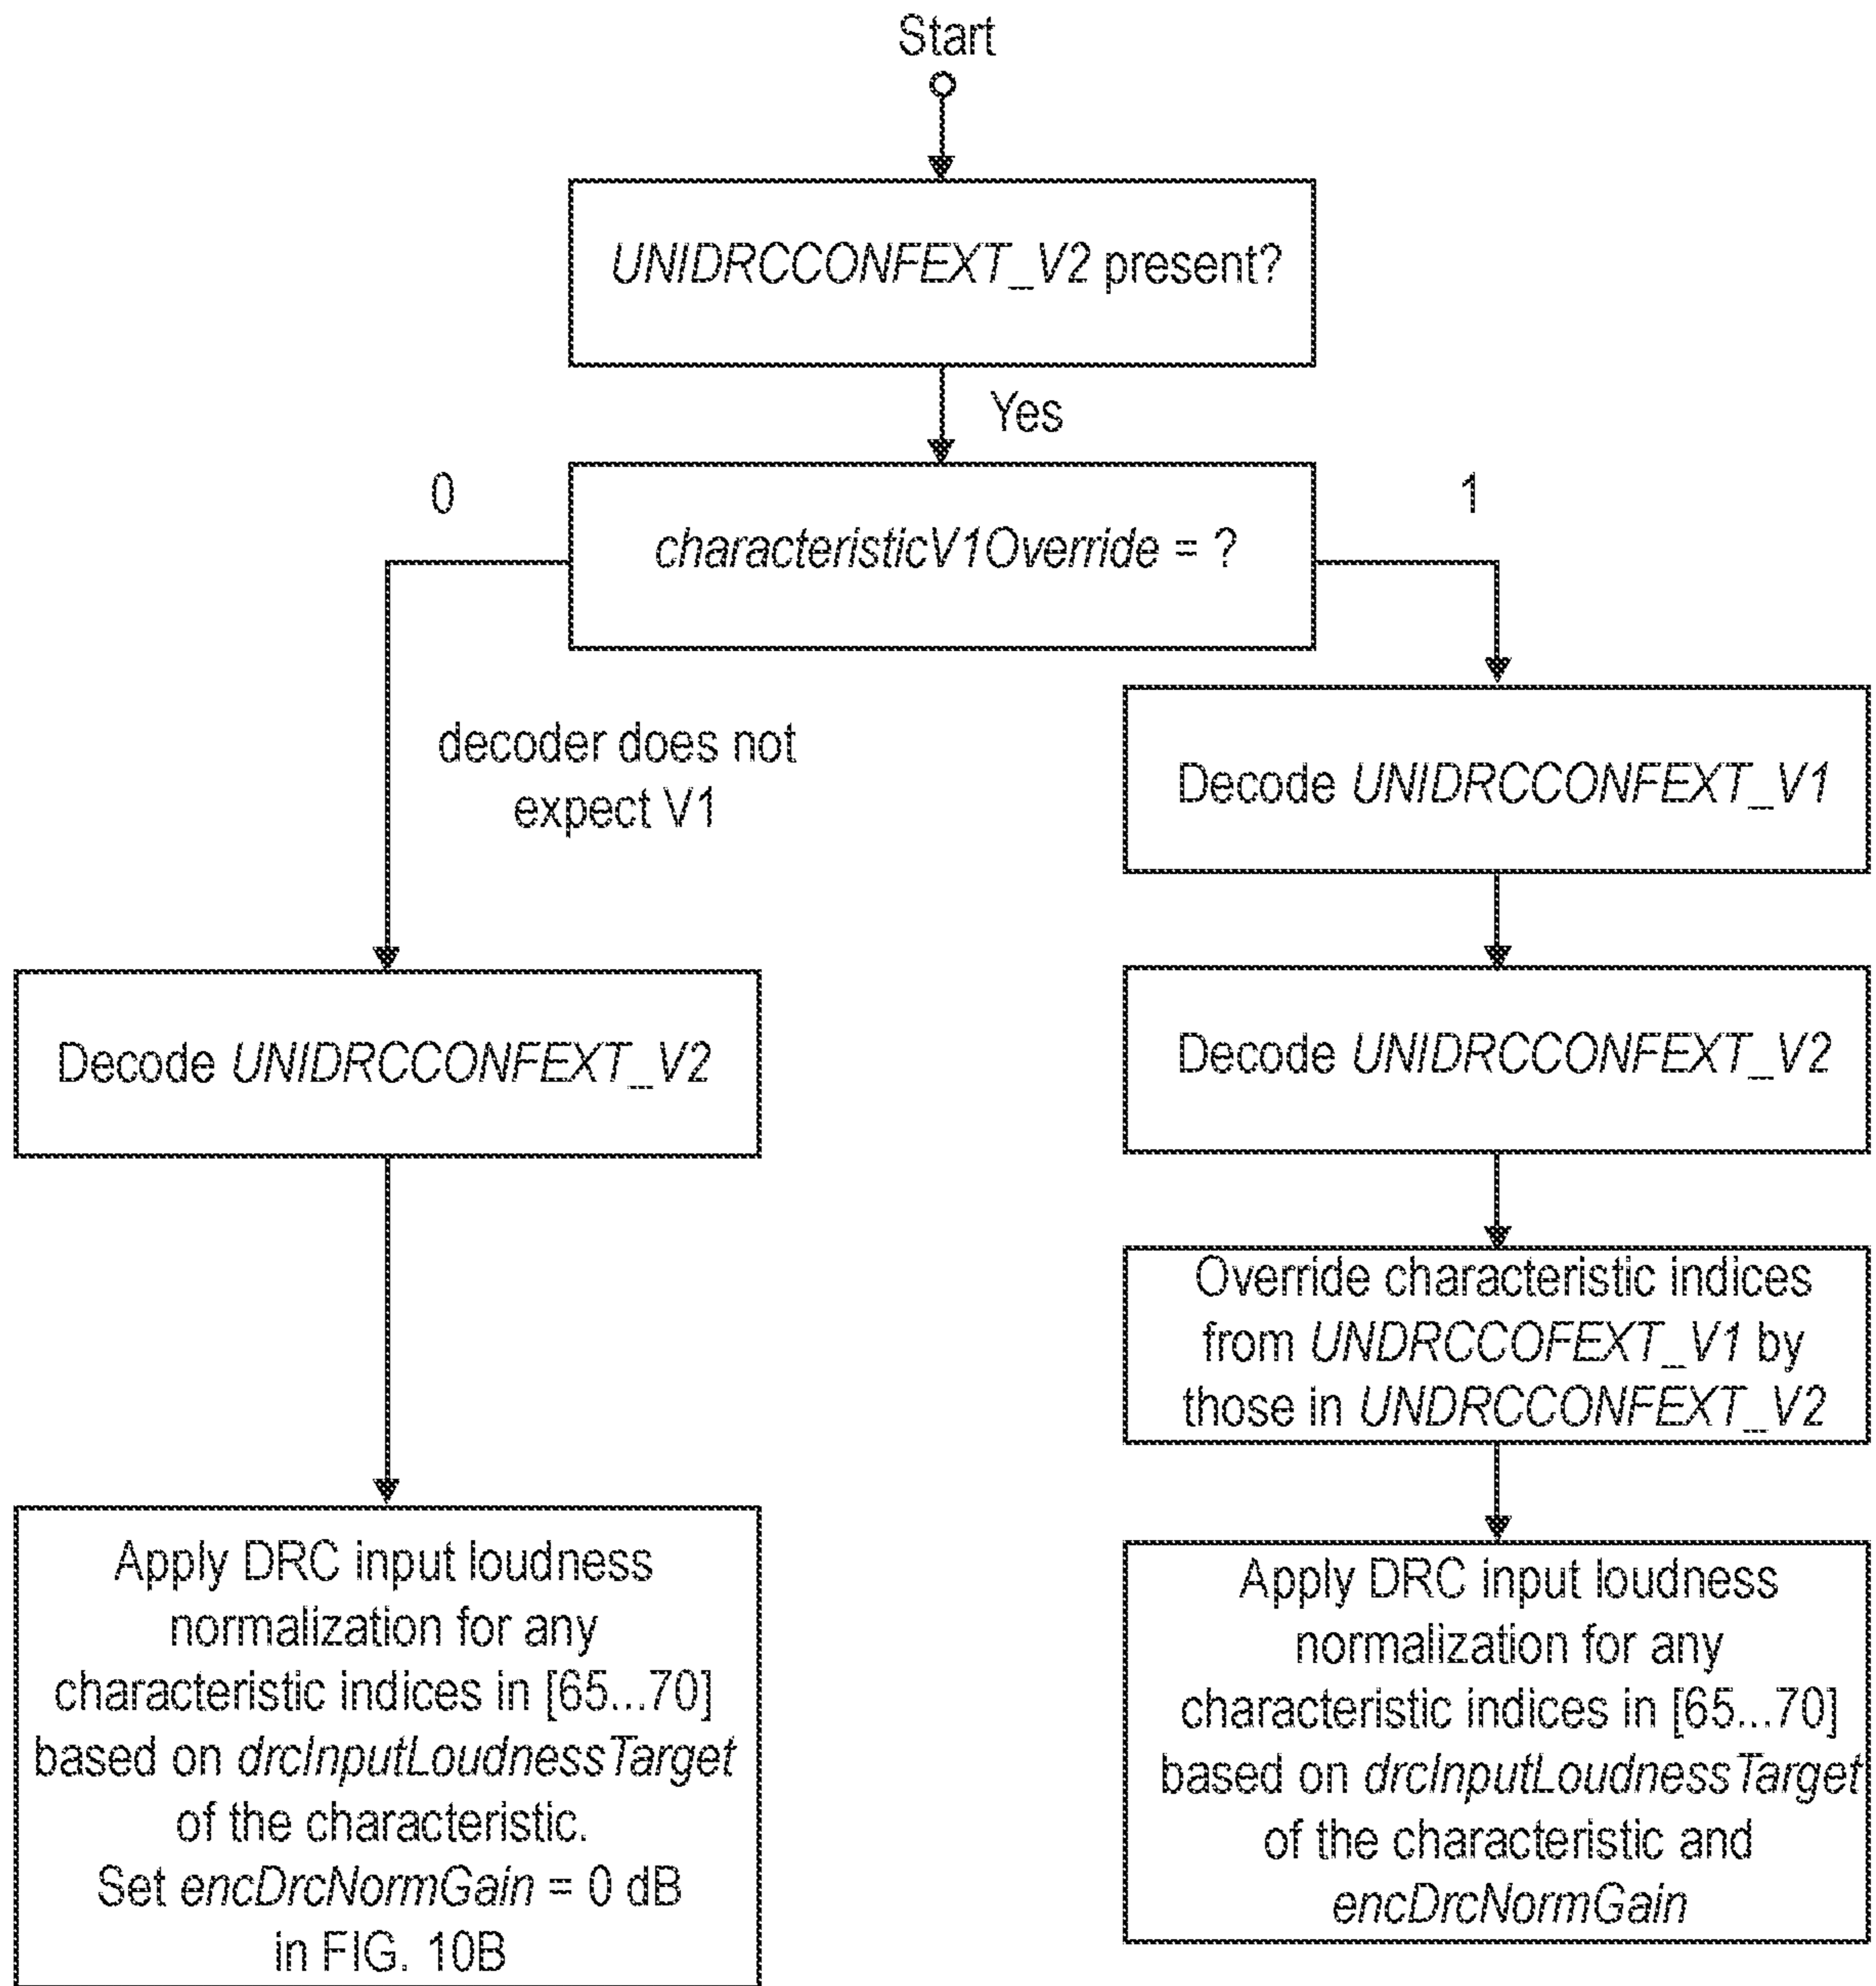 Start
UNIDRCCONFEXT_V2 present?
Yes
0
characteristicV1Override = ?
1
decoder does not
expect V1
Decode UNIDRCCONFEXT_V2
Decode UNIDRCCONFEXT_V1
Decode UNIDRCCONFEXT_V2
Override characteristic indices
from UNDRCCOFEXT_V1 by
those in UNDRCCONFEXT_V2
Apply DRC input loudness
normalization for any
characteristic indices in [65...70]
based on drcInputLoudnessTarget
of the characteristic.
Set encDrcNormGain = 0 dB
in FIG. 10B
Apply DRC input loudness
normalization for any
characteristic indices in [65...70]
based on drcInputLoudnessTarget
of the characteristic and
encDrcNormGain